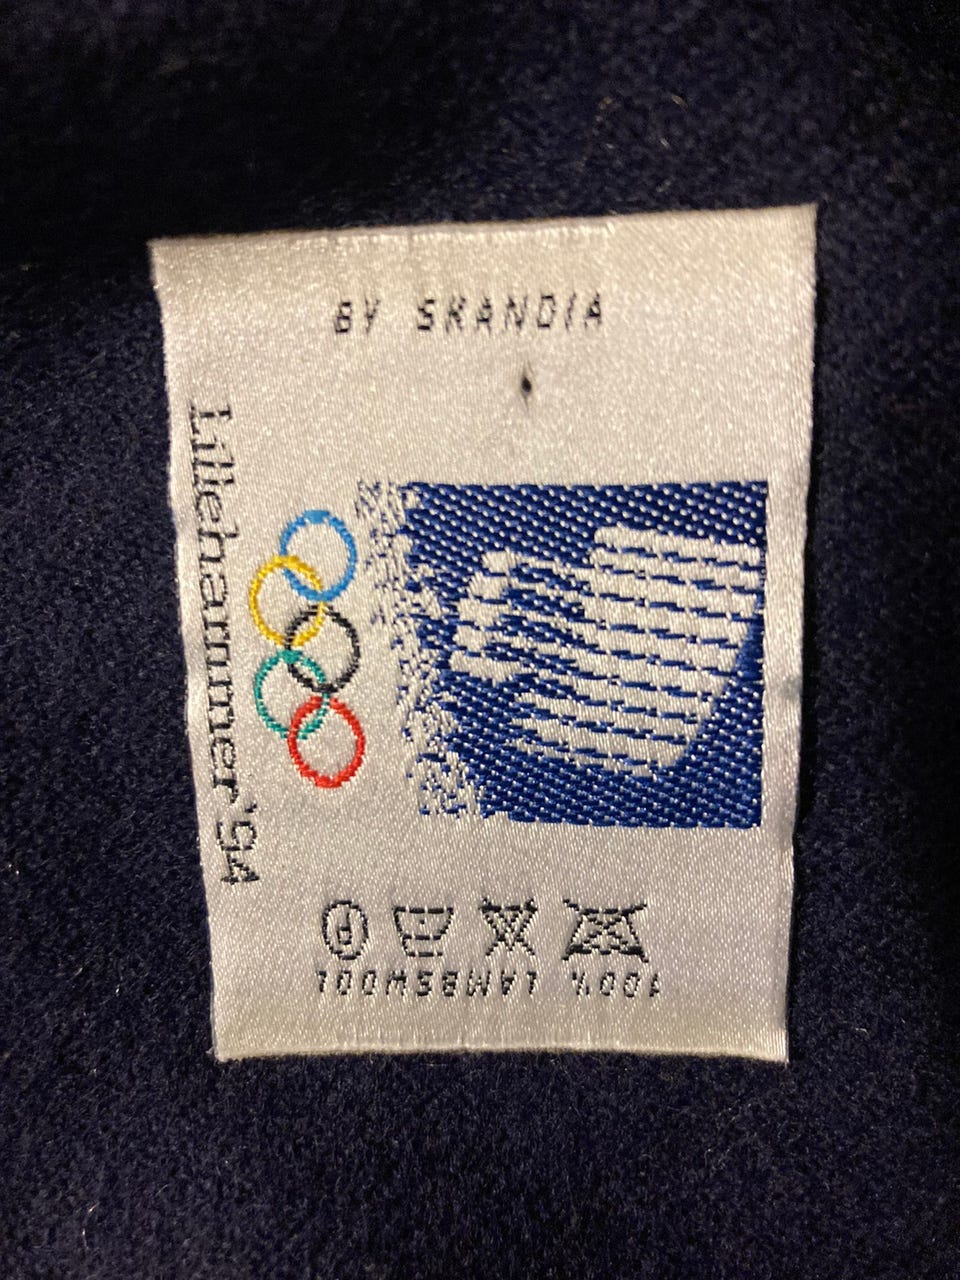 BY SKANDIA
Lillehammer '94
P
100% LAMBSWOOL